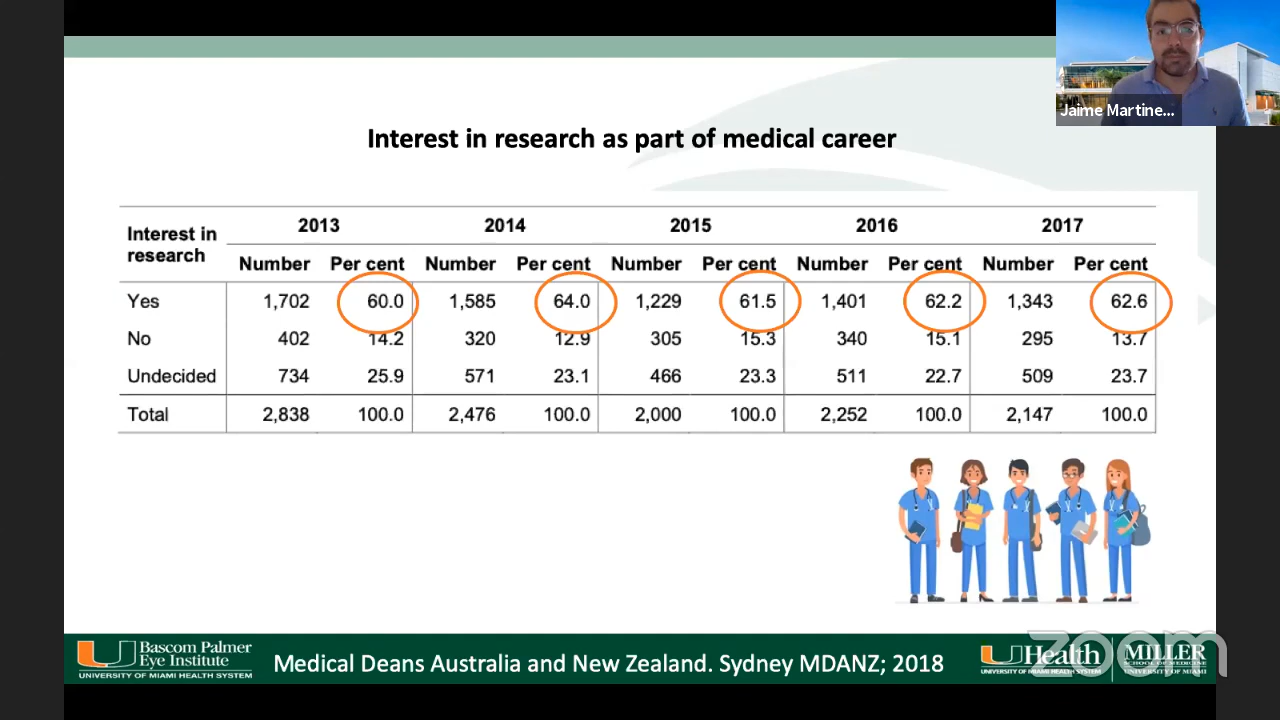 Jaime Martine...
Interest in research as part of medical career
Interest in research 2013 2014 2015 2016 2017
Number Per cent Number Per cent Number Per cent Number Per cent Number Per cent
Yes 1,702 60.0 1,585 64.0 1,229 61.5 1,401 62.2 1,343 62.6
No 402 14.2 320 12.9 305 15.3 340 15.1 295 13.7
Undecided 734 25.9 571 23.1 466 23.3 511 22.7 509 23.7
Total 2,838 100.0 2,476 100.0 2,000 100.0 2,252 100.0 2,147 100.0
Bascom Palmer
Eye Institute
UNIVERSITY OF MIAMI HEALTH SYSTEM
Medical Deans Australia and New Zealand. Sydney MDANZ; 2018
UHealth
UNIVERSITY OF MIAMI HEALTH SYSTEM
MILLER
SCHOOL OF MEDICINE
UNIVERSITY OF MIAMI
zoom